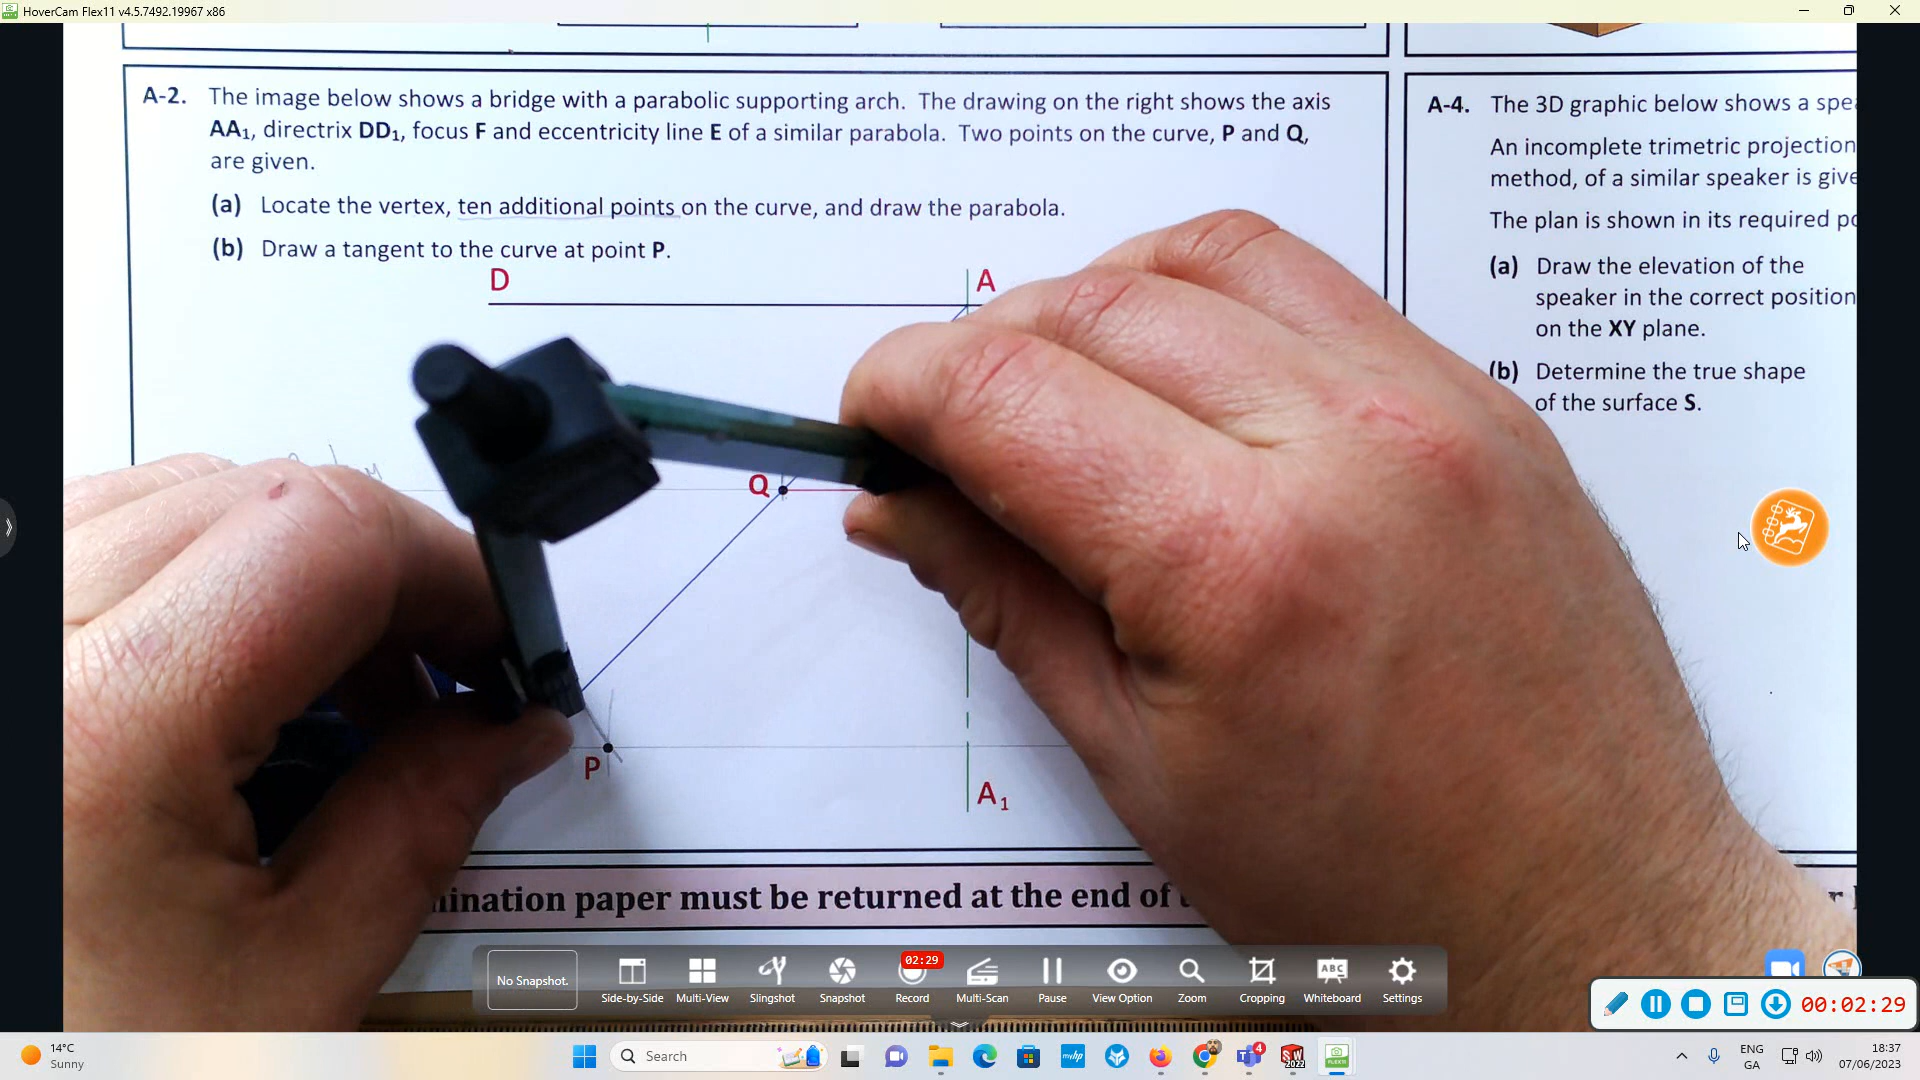 HoverCam Flex11 v4.5.7492.19967 x86
A-2. The image below shows a bridge with a parabolic supporting arch. The drawing on the right shows the axis
AA₁, directrix DD₁, focus F and eccentricity line E of a similar parabola. Two points on the curve, P and Q,
are given.
(a) Locate the vertex, ten additional points on the curve, and draw the parabola.
(b) Draw a tangent to the curve at point P.
D
A
Q
P
A₁
A-4. The 3D graphic below shows a
An incomplete trimetric projection
method, of a similar speaker is
The plan is shown in its required
(a) Draw the elevation of the
speaker in the correct position
on the XY plane.
(b) Determine the true shape
of the surface S.
paper must be returned at the end of
No Snapshot.
Side-by-Side
Multi-View
Slingshot
Snapshot
02:29
Record
Multi-Scan
Pause
View Option
Zoom
Cropping
ABC
Whiteboard
Settings
00:02:29
14°C
Sunny
Search
myhp
4
SW
2022
FLEX11
ENG
GA
18:37
07/06/2023